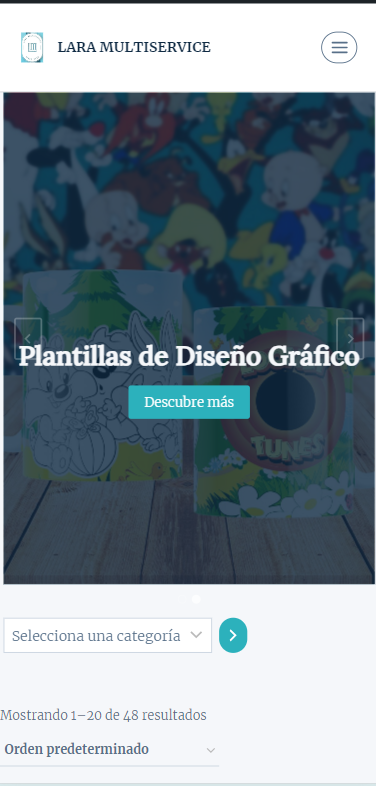 LARA MULTISERVICE
Plantillas de Diseño Gráfico
Descubre más
TUNES
Selecciona una categoría
Mostrando 1–20 de 48 resultados
Orden predeterminado